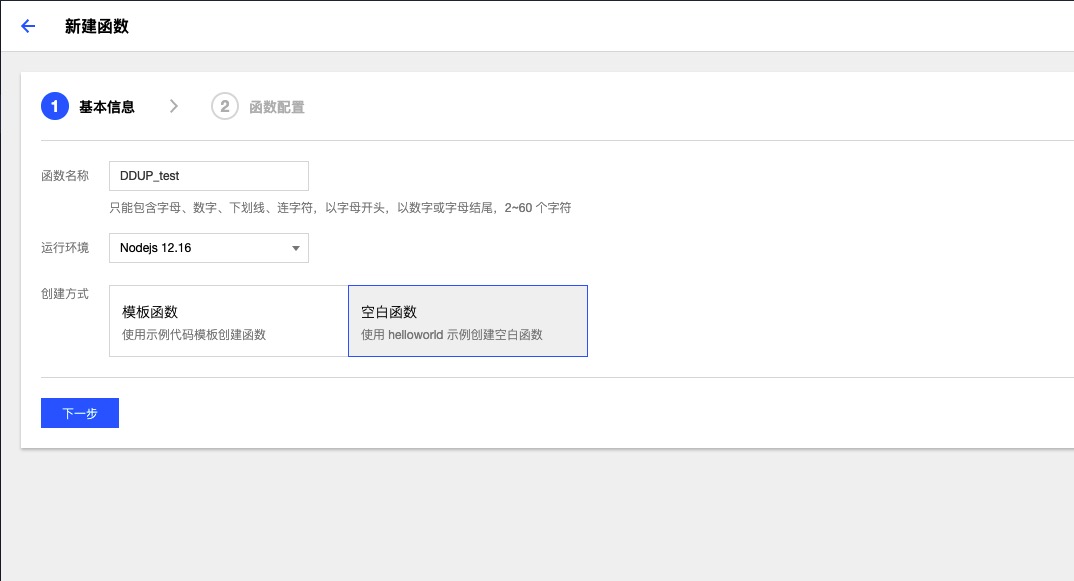 新建函数
1 基本信息 2 函数配置
函数名称 DDUP_test
只能包含字母、数字、下划线、连字符，以字母开头，以数字或字母结尾，2~60 个字符
运行环境 Nodejs 12.16
创建方式
模板函数
使用示例代码模板创建函数
空白函数
使用 helloworld 示例创建空白函数
下一步